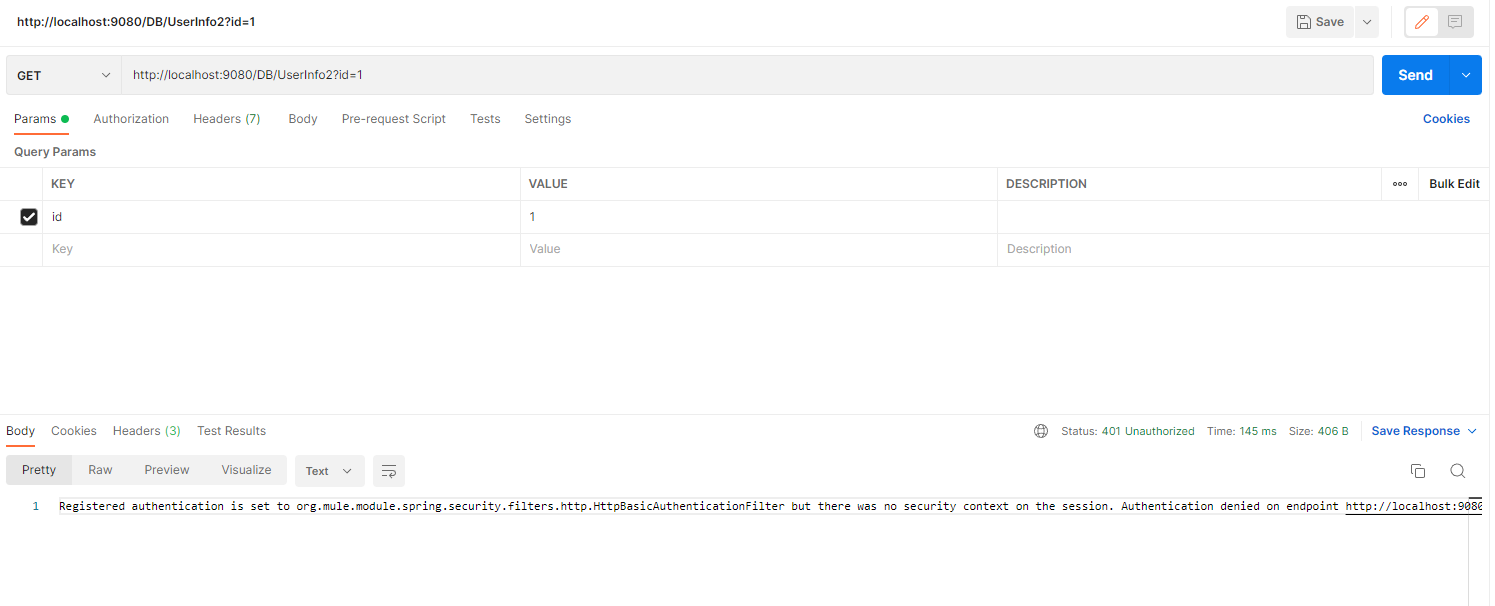 http://localhost:9080/DB/UserInfo2?id=1 Save
GET http://localhost:9080/DB/UserInfo2?id=1 Send
Params Authorization Headers (7) Body Pre-request Script Tests Settings Cookies
Query Params
KEY VALUE DESCRIPTION Bulk Edit
id 1
Key Value Description
Body Cookies Headers (3) Test Results Status: 401 Unauthorized Time: 145 ms Size: 406 B Save Response
Pretty Raw Preview Visualize Text
1 Registered authentication is set to org.mule.module.spring.security.filters.http.HttpBasicAuthenticationFilter but there was no security context on the session. Authentication denied on endpoint http://localhost:9080